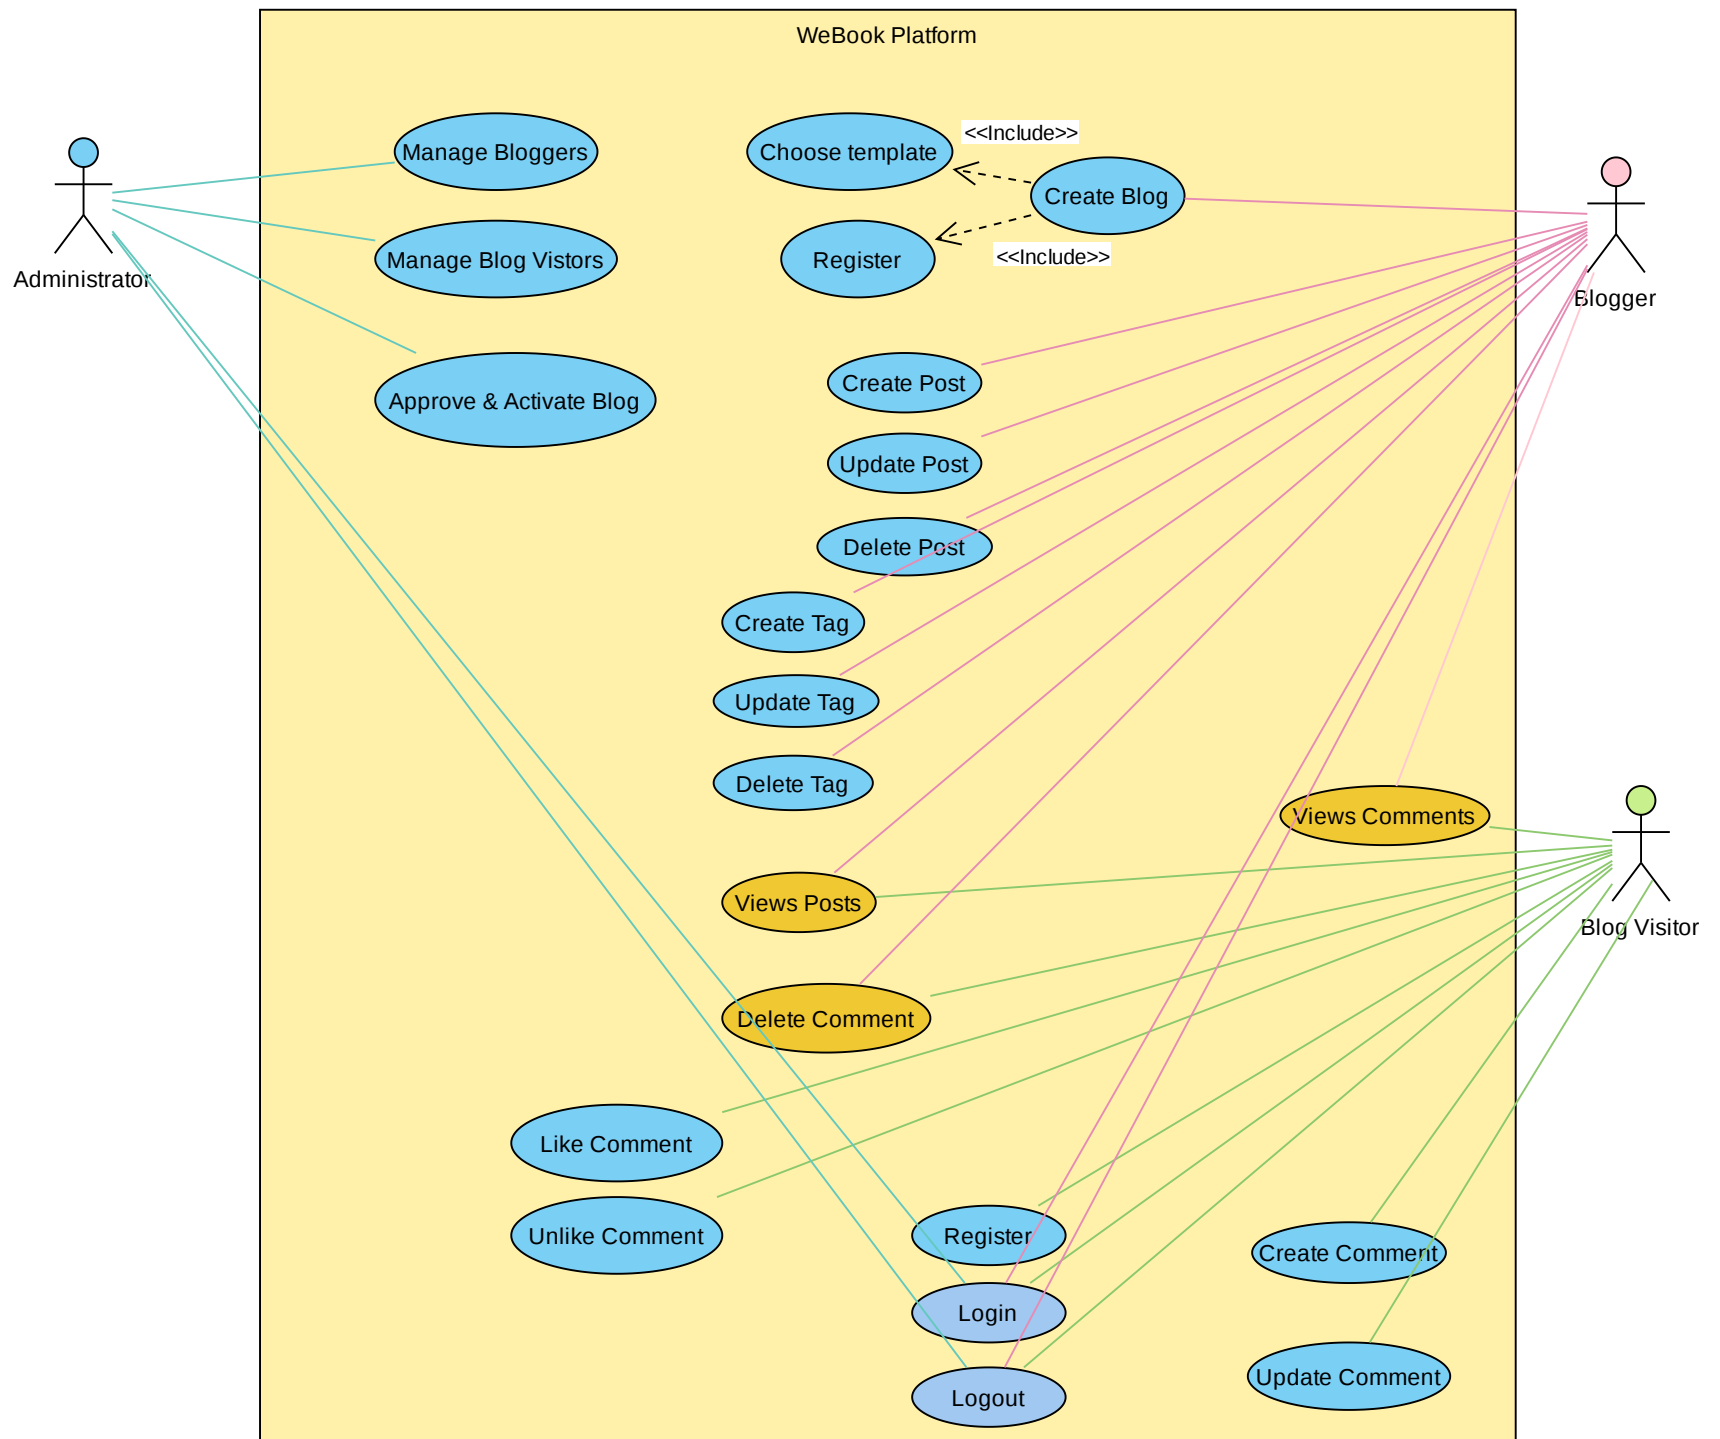 WeBook Platform
Manage Bloggers
Choose template
<<Include>>
Create Blog
Manage Blog Vistors
Register
<<Include>>
Administrator
Blogger
Approve & Activate Blog
Create Post
Update Post
Delete Post
Create Tag
Update Tag
Delete Tag
Views Comments
Views Posts
Blog Visitor
Delete Comment
Like Comment
Unlike Comment
Register
Create Comment
Login
Update Comment
Logout